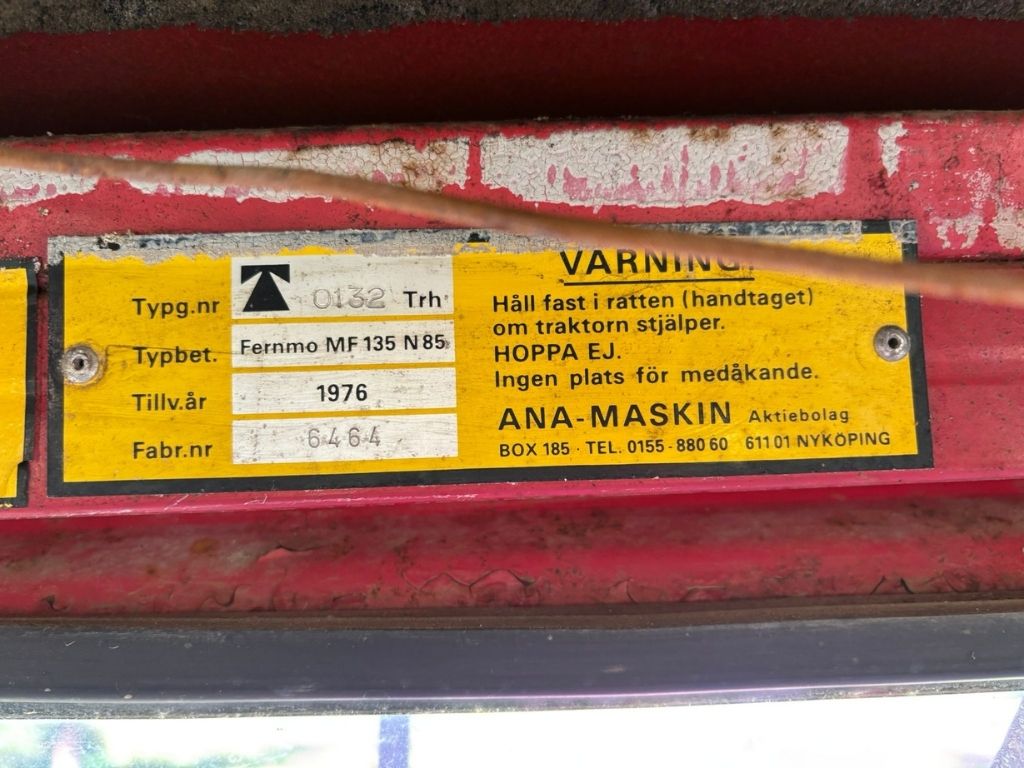 Typg.nr 0132 Trh
Typbet. Fernmo MF 135 N 85
Tillv.år 1976
Fabr.nr 6464
VARNING
Håll fast i ratten (handtaget)
om traktorn stjälper.
HOPPA EJ.
Ingen plats för medåkande.
ANA-MASKIN Aktiebolag
BOX 185 · TEL. 0155-880 60 611 01 NYKÖPING